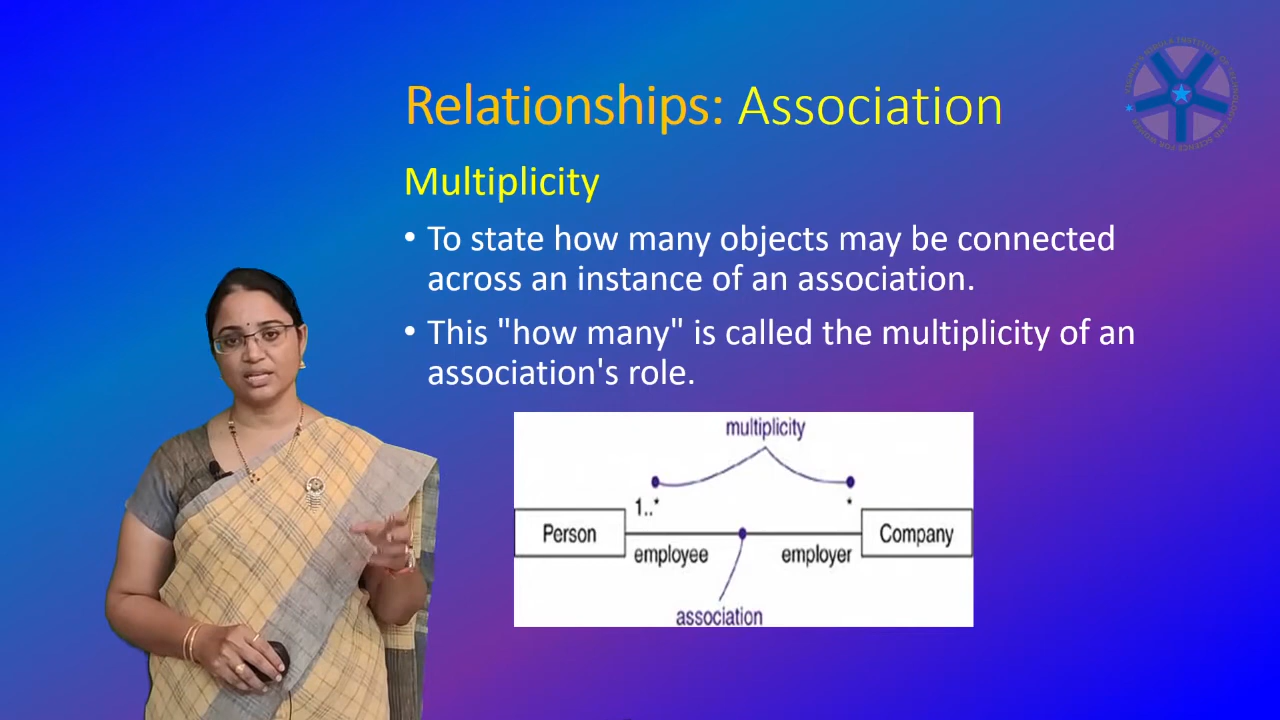 Relationships: Association
Multiplicity
• To state how many objects may be connected
across an instance of an association.
• This "how many" is called the multiplicity of an
association's role.
multiplicity
1..*
*
Person
Company
employee
employer
association